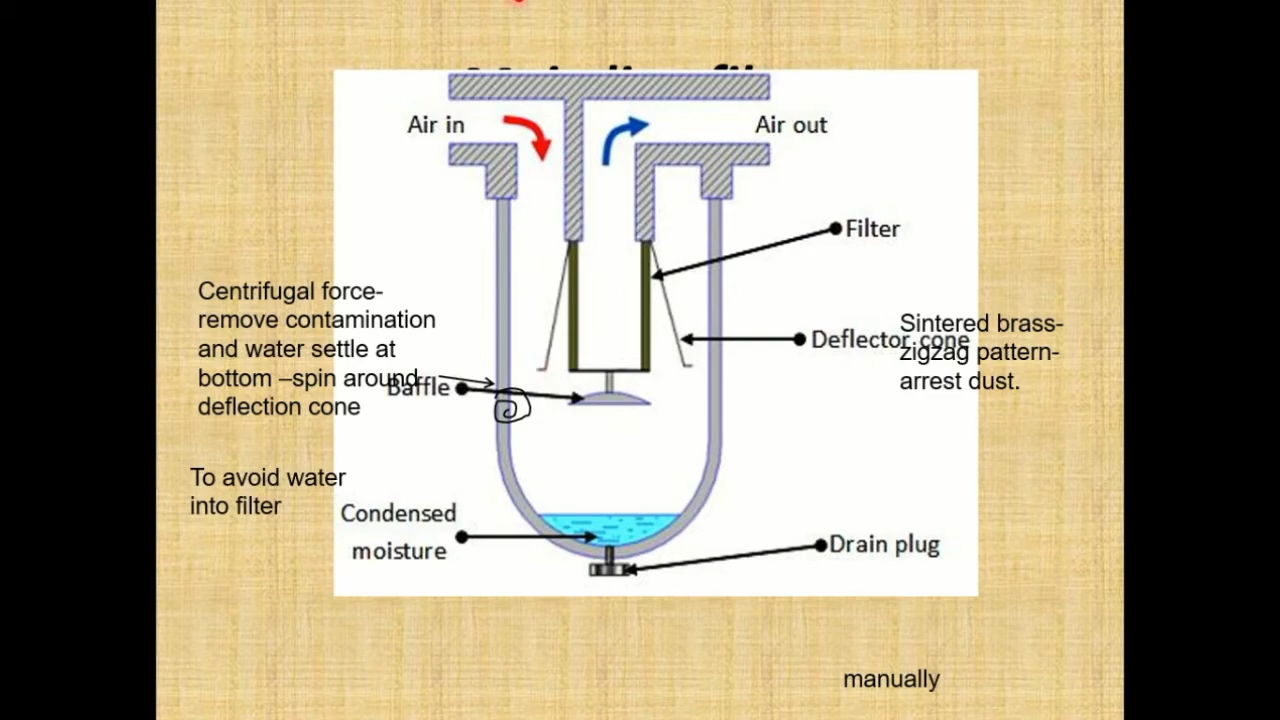 Air in
Air out
Filter
Centrifugal force-
remove contamination
and water settle at
bottom –spin around
deflection cone
Deflector cone
Sintered brass-
zigzag pattern-
arrest dust.
Baffle
To avoid water
into filter
Condensed
moisture
Drain plug
manually